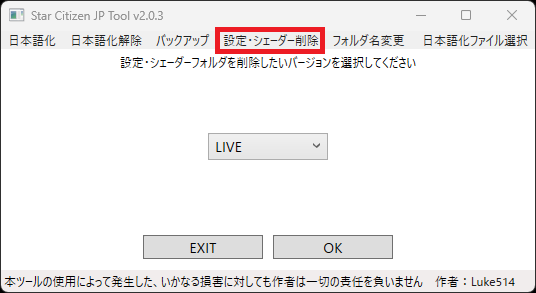 Star Citizen JP Tool v2.0.3
日本語化 日本語化解除 バックアップ 設定・シェーダー削除 フォルダ名変更 日本語化ファイル選択
設定・シェーダーフォルダを削除したいバージョンを選択してください
LIVE
EXIT OK
本ツールの使用によって発生した、いかなる損害に対しても作者は一切の責任を負いません 作者：Luke514